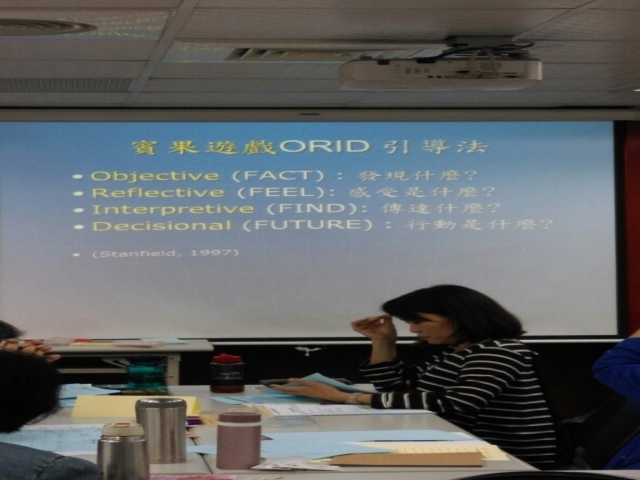 賓果遊戲ORID 引導法
• Objective (FACT) : 發現什麼?
• Reflective (FEEL): 感受是什麼?
• Interpretive (FIND): 傳達什麼?
• Decisional (FUTURE) : 行動是什麼?
• (Stanfield, 1997)